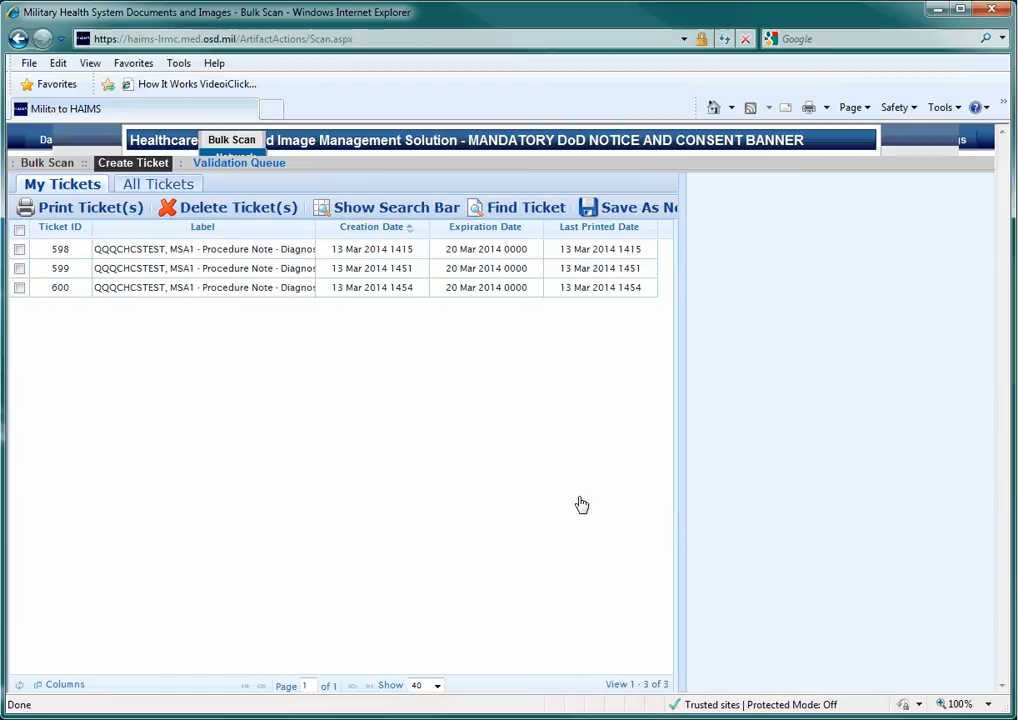 Military Health System Documents and Images - Bulk Scan - Windows Internet Explorer
https://haims-lrmc.med.osd.mil/ArtifactActions/Scan.aspx
Google
File Edit View Favorites Tools Help
Favorites How It Works VideoiClick...
Milita to HAIMS
Page Safety Tools
Da
Healthcare
Bulk Scan
d Image Management Solution - MANDATORY DoD NOTICE AND CONSENT BANNER
: Bulk Scan :: Create Ticket : Validation Queue
My Tickets All Tickets
Print Ticket(s) Delete Ticket(s) Show Search Bar Find Ticket Save As Ne
Ticket ID Label Creation Date Expiration Date Last Printed Date
598 QQQCHCSTEST, MSA1 - Procedure Note - Diagnos 13 Mar 2014 1415 20 Mar 2014 0000 13 Mar 2014 1415
599 QQQCHCSTEST, MSA1 - Procedure Note - Diagnos 13 Mar 2014 1451 20 Mar 2014 0000 13 Mar 2014 1451
600 QQQCHCSTEST, MSA1 - Procedure Note - Diagnos 13 Mar 2014 1454 20 Mar 2014 0000 13 Mar 2014 1454
Columns Page 1 of 1 Show 40 View 1 - 3 of 3
Done Trusted sites | Protected Mode: Off 100%